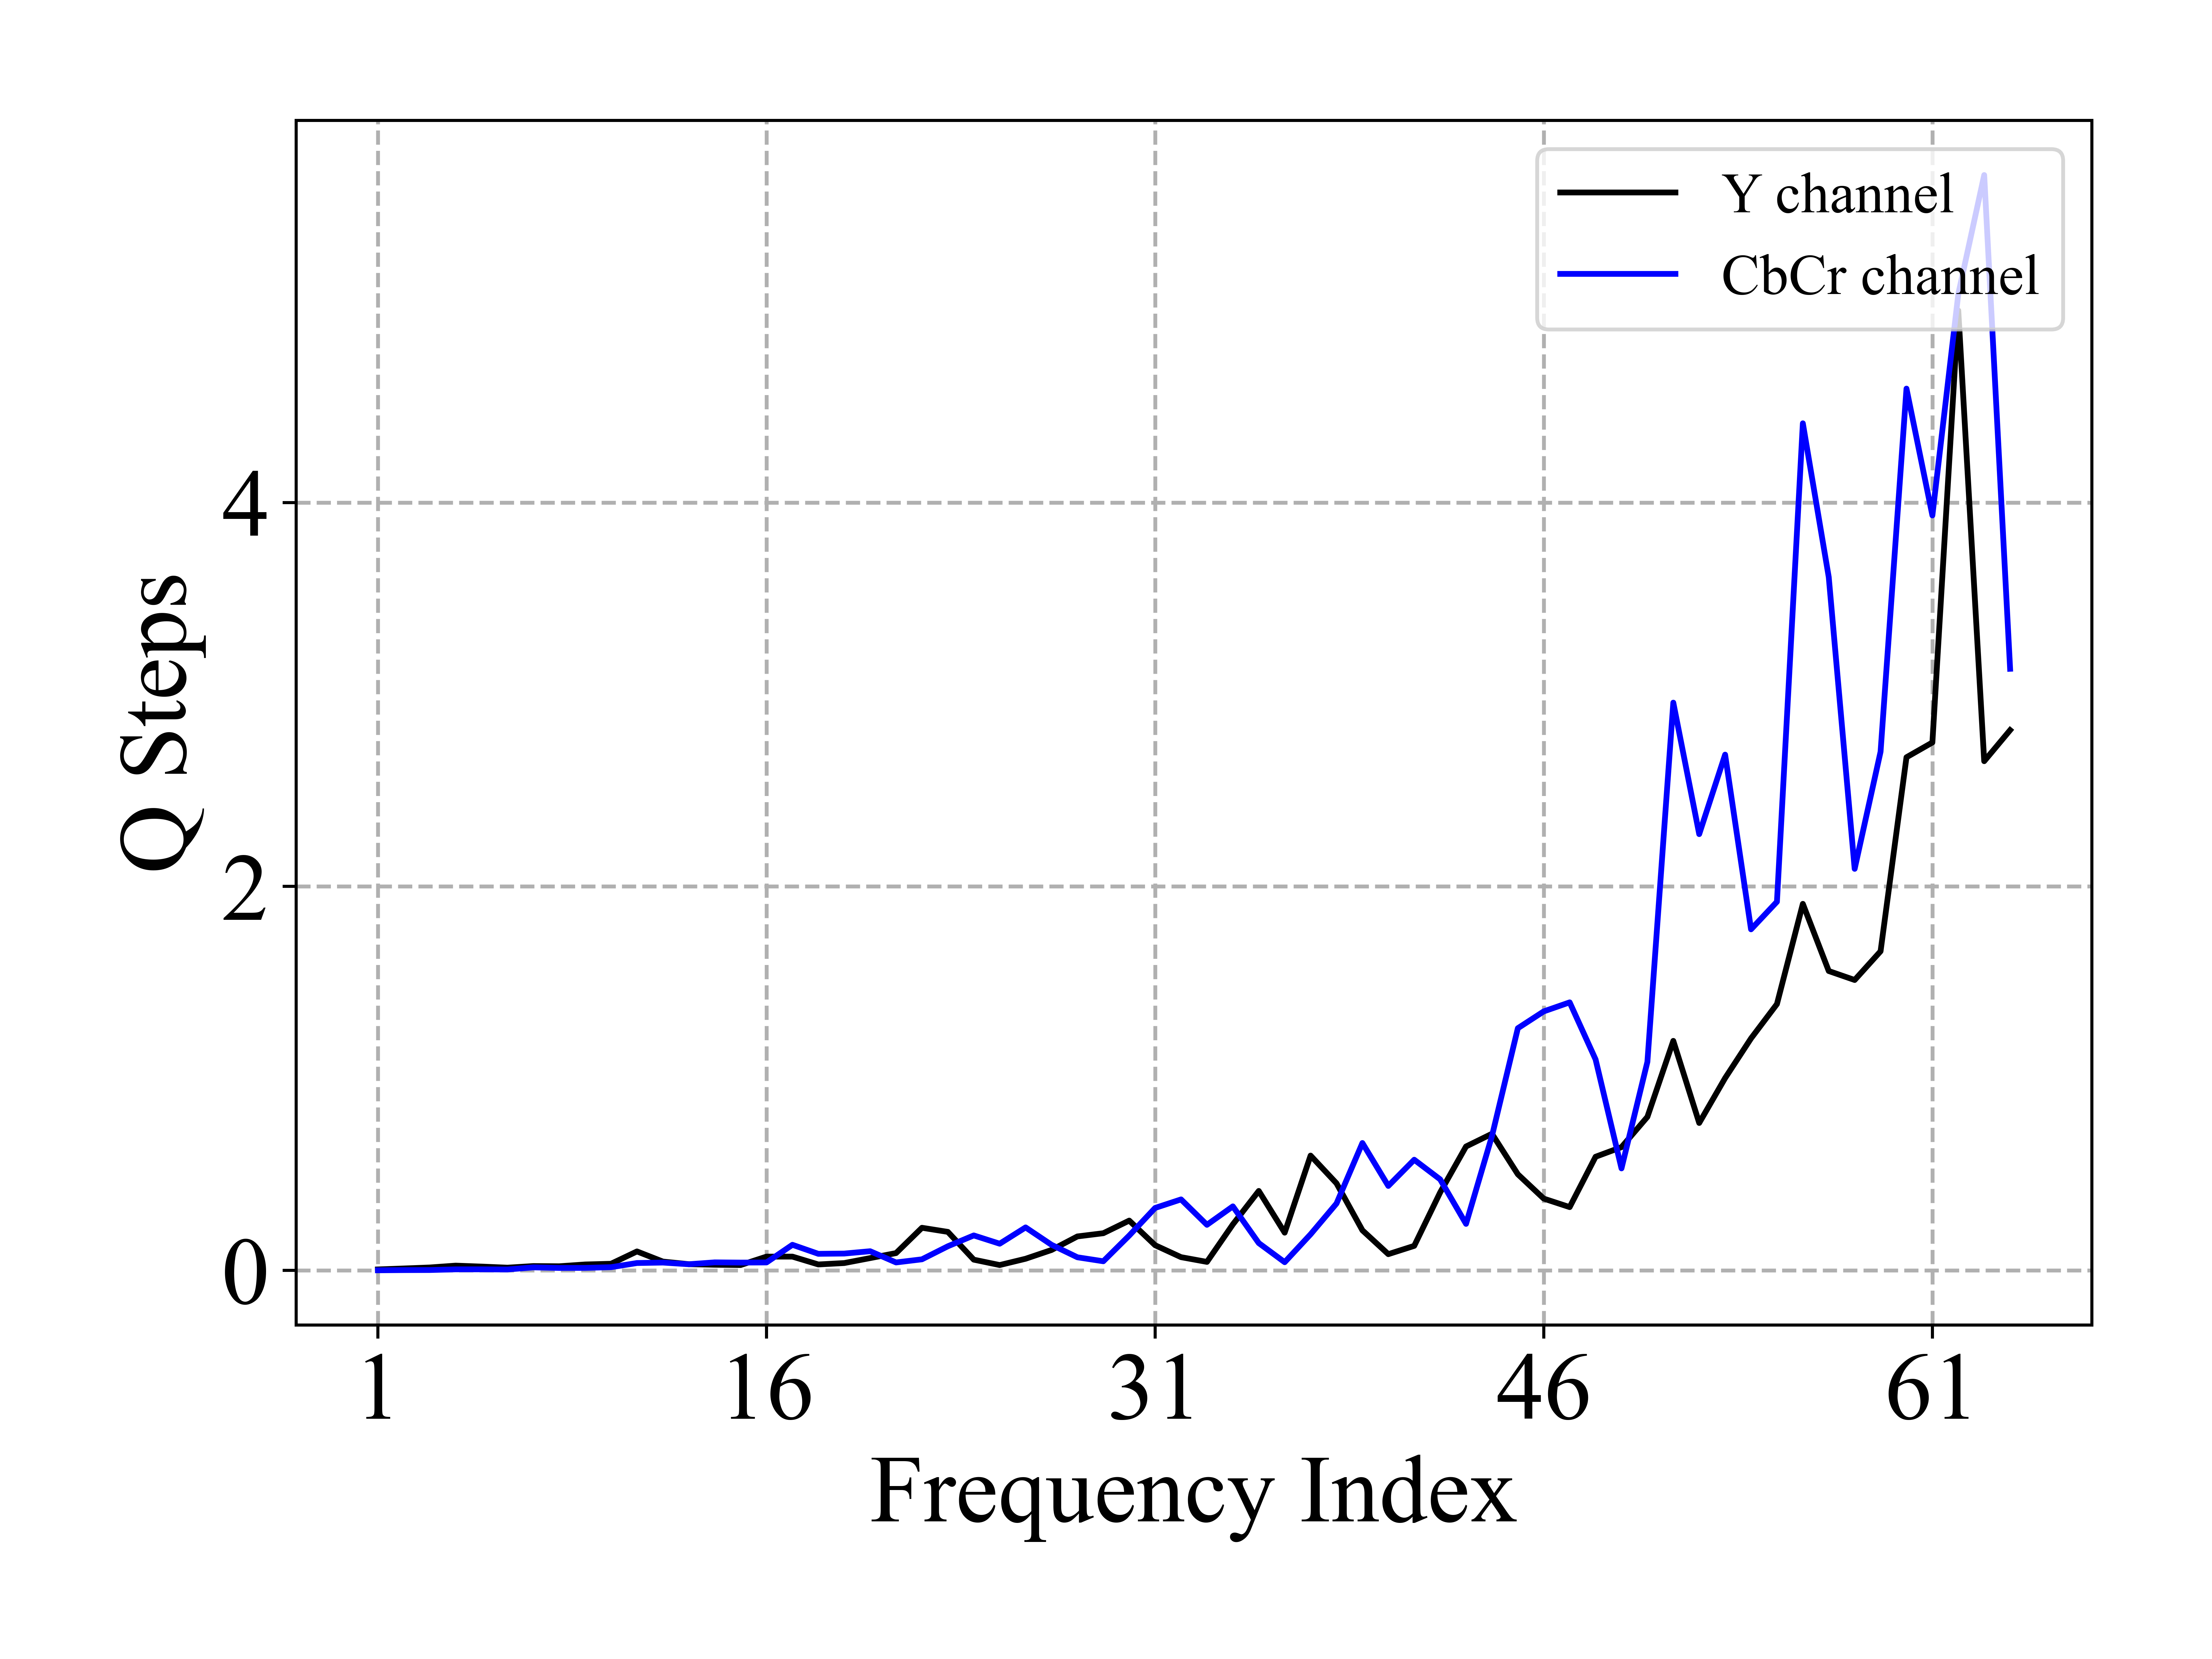 Y channel
CbCr channel
4
2
0
Q Steps
1 16 31 46 61
Frequency Index